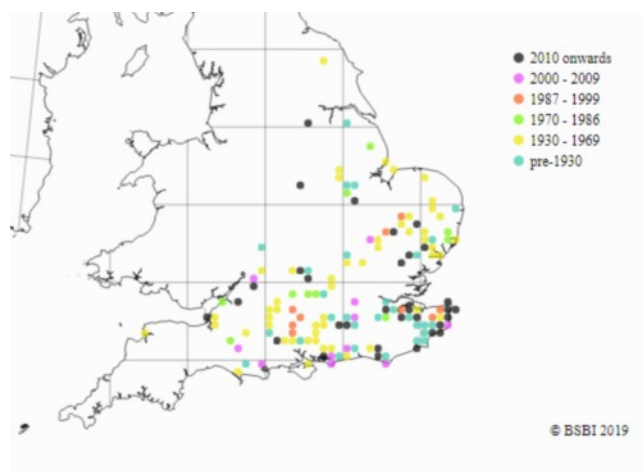 2010 onwards
2000 - 2009
1987 - 1999
1970 - 1986
1930 - 1969
pre-1930
© BSBI 2019